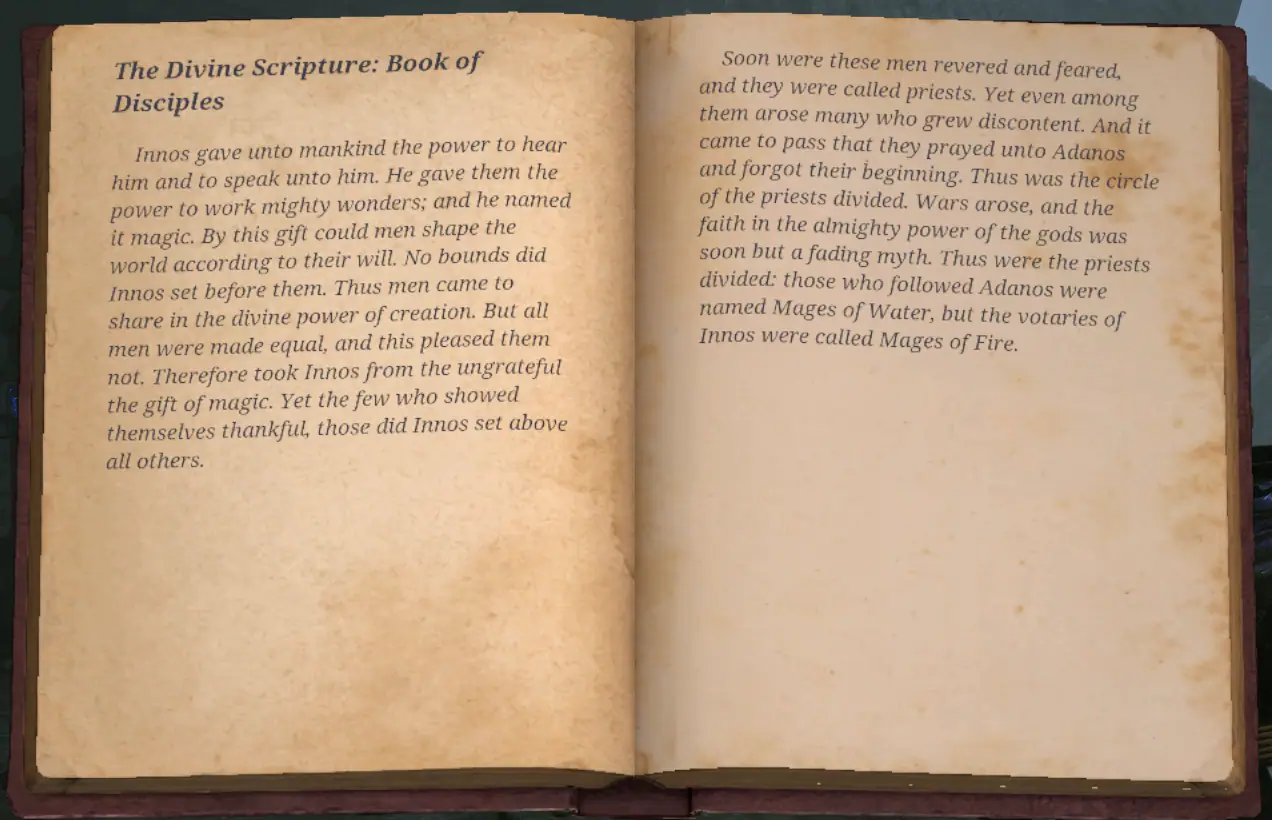 The Divine Scripture: Book of
Disciples
Innos gave unto mankind the power to hear
him and to speak unto him. He gave them the
power to work mighty wonders; and he named
it magic. By this gift could men shape the
world according to their will. No bounds did
Innos set before them. Thus men came to
share in the divine power of creation. But all
men were made equal, and this pleased them
not. Therefore took Innos from the ungrateful
the gift of magic. Yet the few who showed
themselves thankful, those did Innos set above
all others.
Soon were these men revered and feared,
and they were called priests. Yet even among
them arose many who grew discontent. And it
came to pass that they prayed unto Adanos
and forgot their beginning. Thus was the circle
of the priests divided. Wars arose, and the
faith in the almighty power of the gods was
soon but a fading myth. Thus were the priests
divided: those who followed Adanos were
named Mages of Water, but the votaries of
Innos were called Mages of Fire.